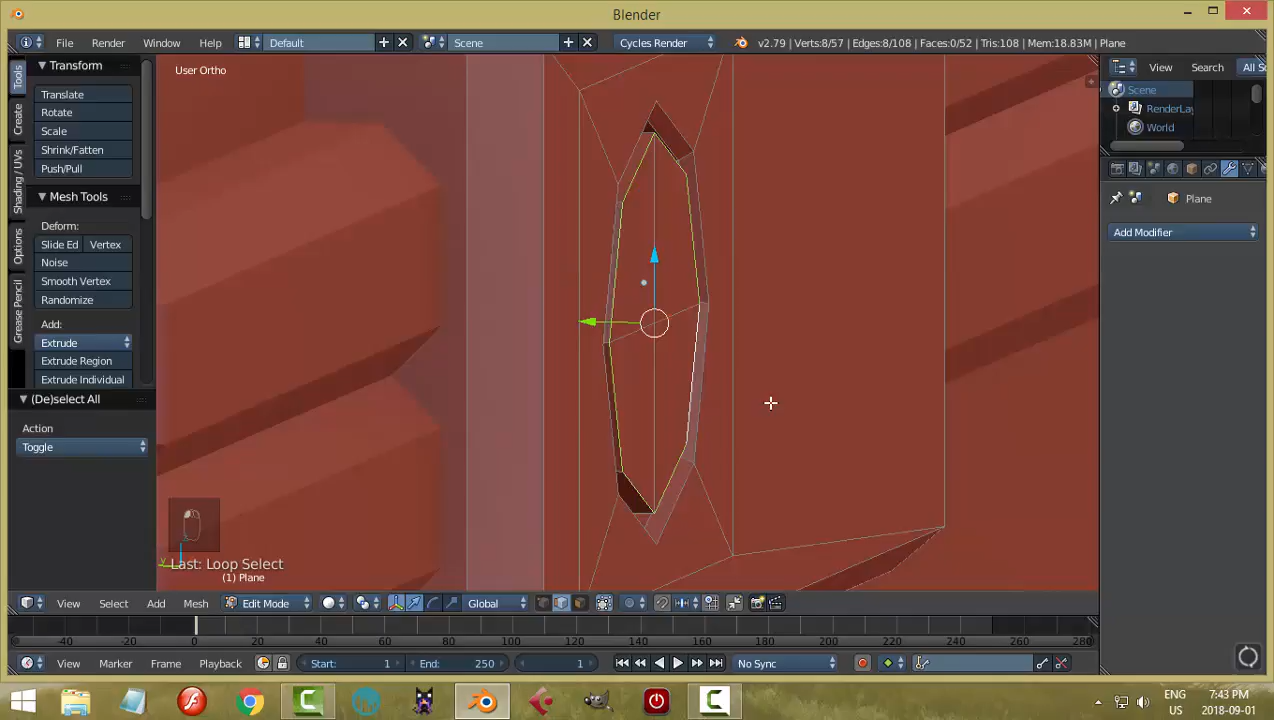 Blender
File Render Window Help Default Scene Cycles Render v2.79 | Verts:8/57 | Edges:8/108 | Faces:0/52 | Tris:108 | Mem:18.83M | Plane
User Ortho
View Search All S
Scene
RenderLay
World
Plane
Add Modifier
Tools
Create
Shading / UVs
Options
Grease Pencil
Transform
Translate
Rotate
Scale
Shrink/Fatten
Push/Pull
Mesh Tools
Deform:
Slide Ed Vertex
Noise
Smooth Vertex
Randomize
Add:
Extrude
Extrude Region
Extrude Individual
(De)select All
Action
Toggle
Last: Loop Select
(1) Plane
View Select Add Mesh Edit Mode Global
-40 -20 0 20 40 60 80 100 120 140 160 180 200 220 240 260 280
View Marker Frame Playback Start: 1 End: 250 1 No Sync
ENG 7:43 PM
US 2018-09-01